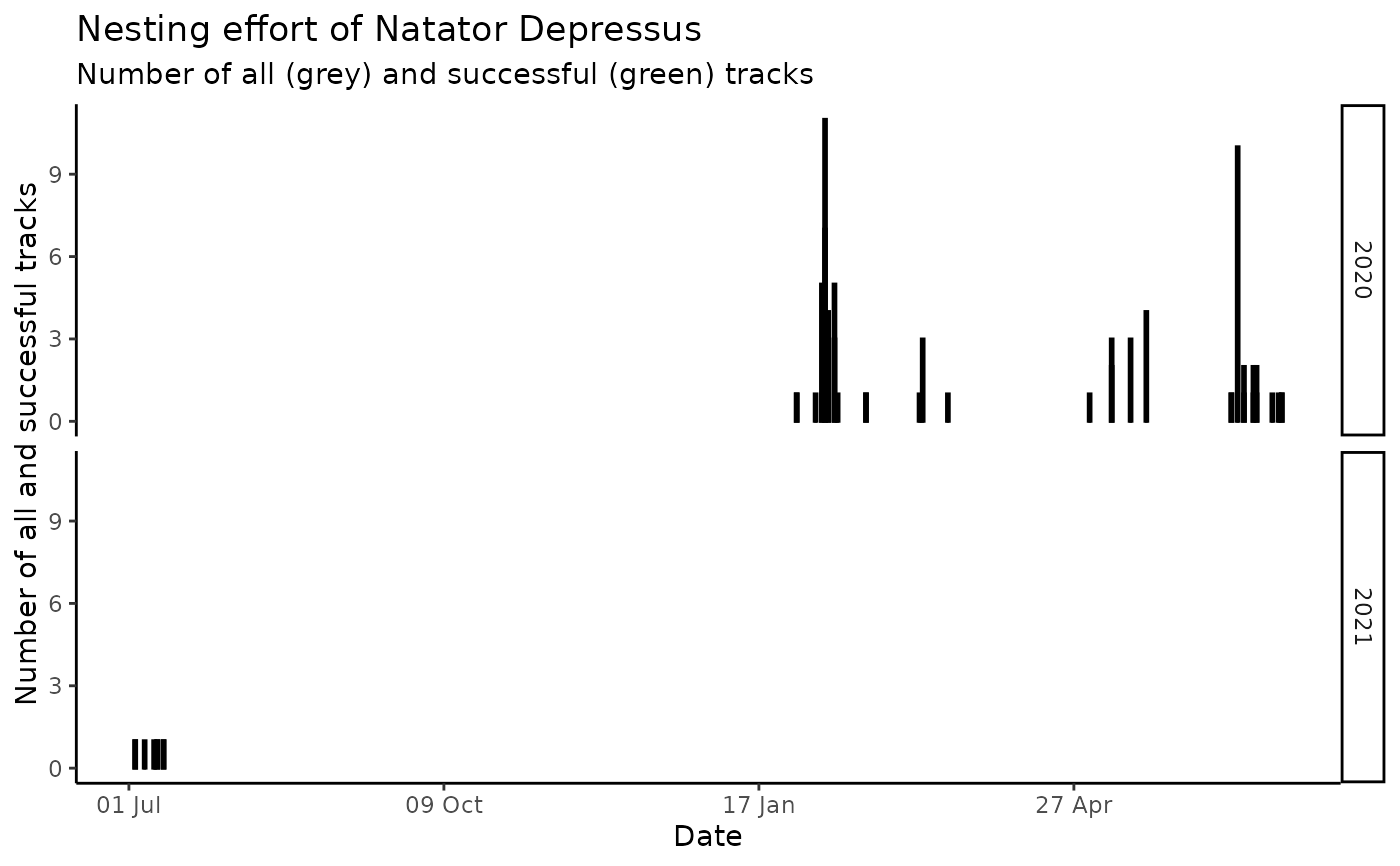 Nesting effort of Natator Depressus
Number of all (grey) and successful (green) tracks
Number of all and successful tracks
9
6
3
0
2020
9
6
3
0
2021
01 Jul
09 Oct
17 Jan
27 Apr
Date